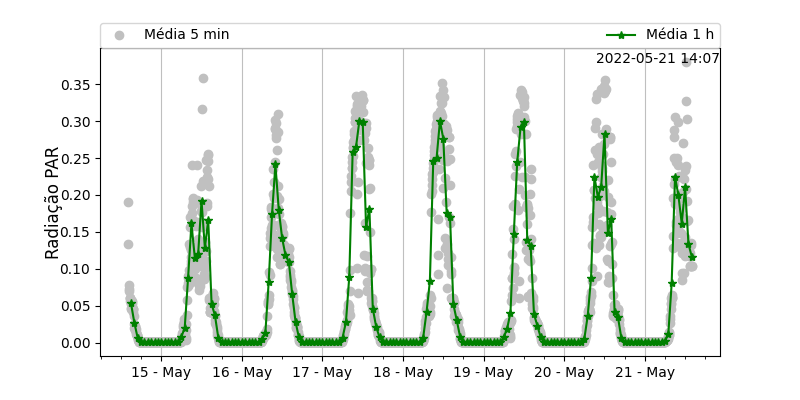 Média 5 min
Média 1 h
2022-05-21 14:07
Radiação PAR
0.35
0.30
0.25
0.20
0.15
0.10
0.05
0.00
15 - May
16 - May
17 - May
18 - May
19 - May
20 - May
21 - May